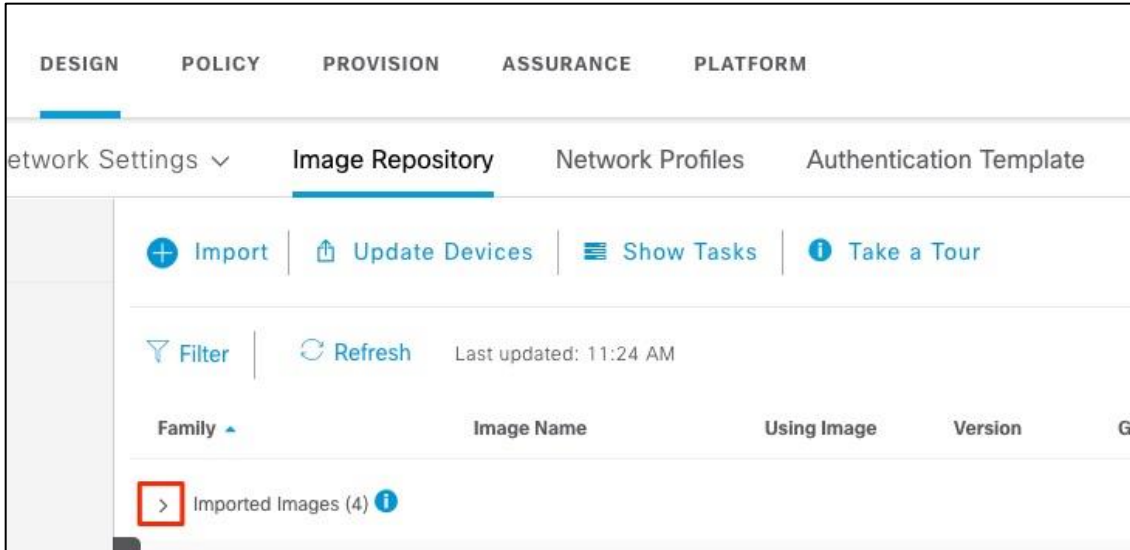 DESIGN POLICY PROVISION ASSURANCE PLATFORM
etwork Settings Image Repository Network Profiles Authentication Template
Import Update Devices Show Tasks Take a Tour
Filter Refresh Last updated: 11:24 AM
Family Image Name Using Image Version G
Imported Images (4)